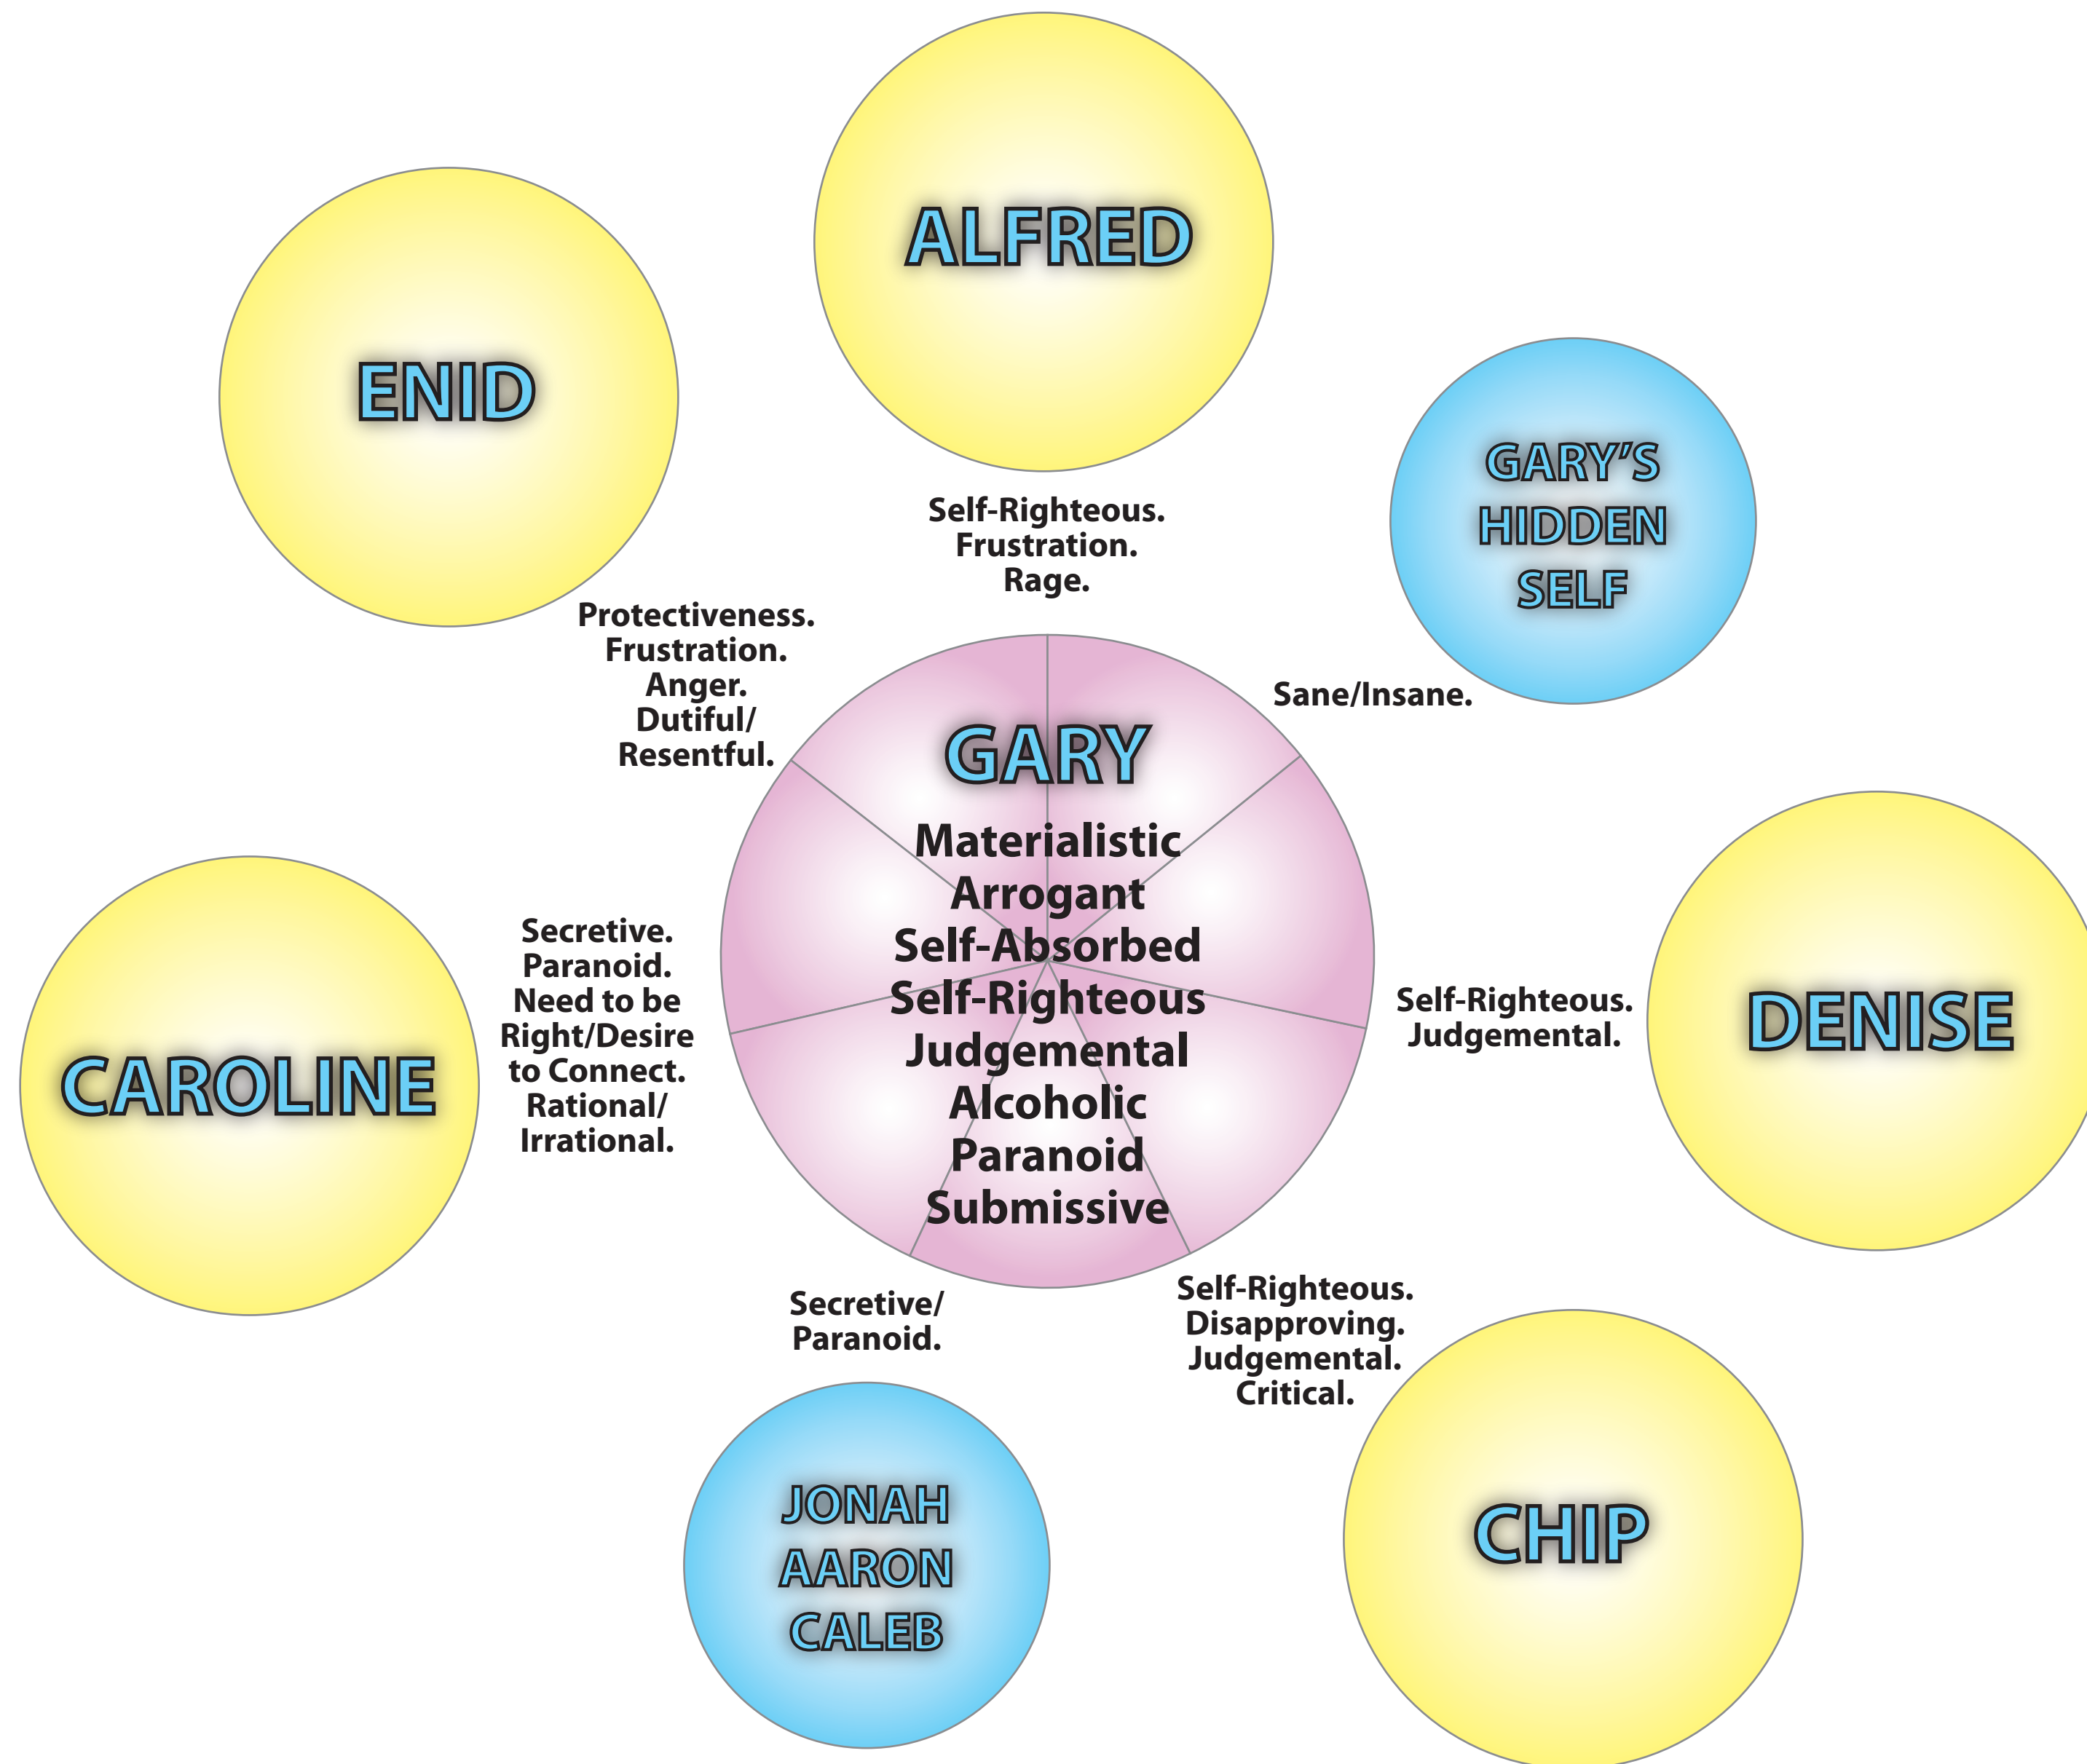 ALFRED
ENID
GARY’S
HIDDEN
SELF
Self-Righteous.
Frustration.
Rage.
Protectiveness.
Frustration.
Anger.
Dutiful/
Resentful.
Sane/Insane.
GARY
Materialistic
Arrogant
Self-Absorbed
Self-Righteous
Judgemental
Alcoholic
Paranoid
Submissive
Secretive.
Paranoid.
Need to be
Right/Desire
to Connect.
Rational/
Irrational.
CAROLINE
Self-Righteous.
Judgemental.
DENISE
Secretive/
Paranoid.
Self-Righteous.
Disapproving.
Judgemental.
Critical.
JONAH
AARON
CALEB
CHIP